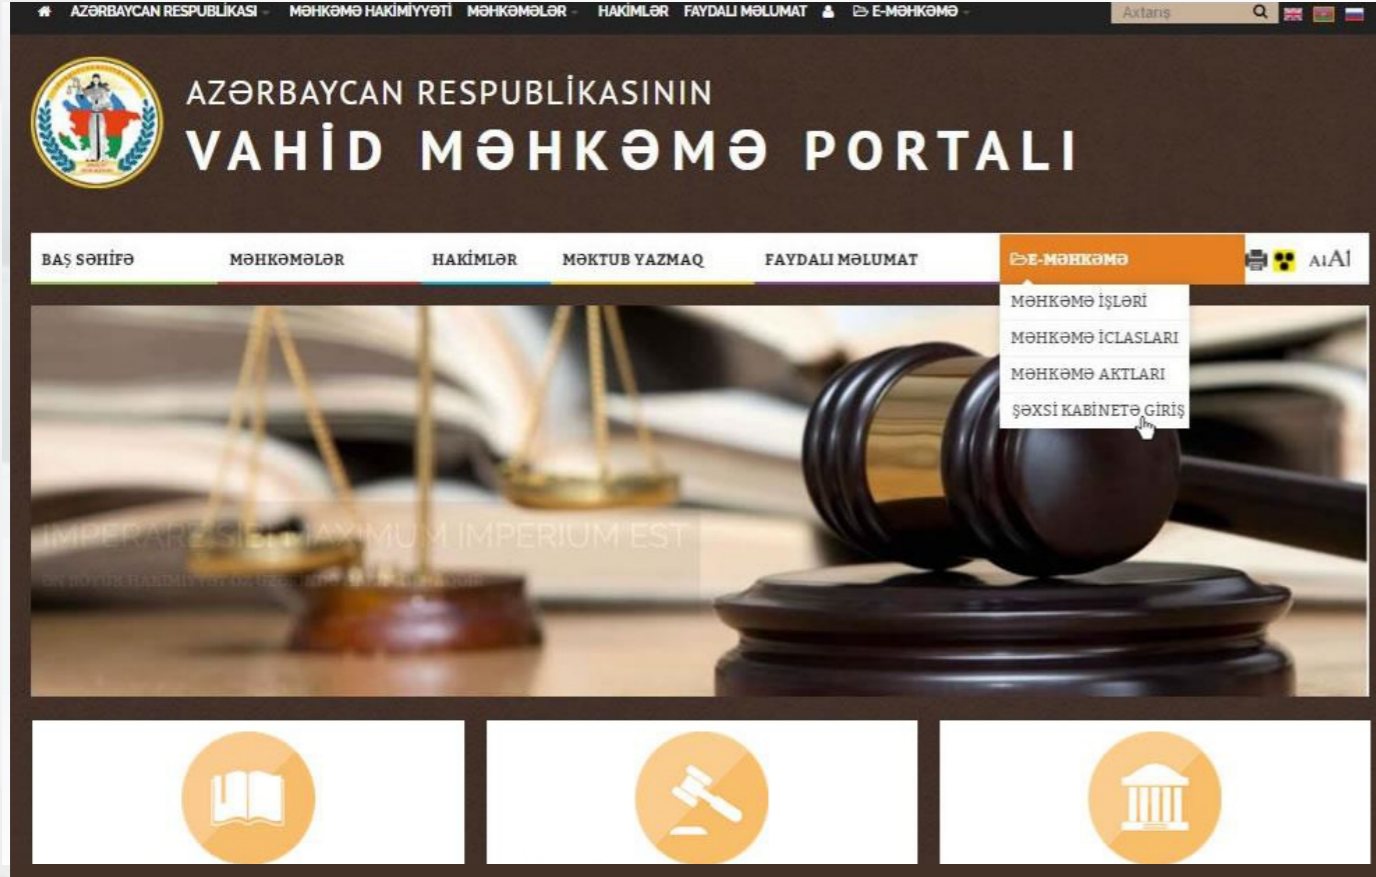 AZƏRBAYCAN RESPUBLİKASI MƏHKƏMƏ HAKİMİYYƏTİ MƏHKƏMƏLƏR HAKİMLƏR FAYDALI MƏLUMAT E-MƏHKƏMƏ Axtarış
AZƏRBAYCAN RESPUBLİKASININ
VAHİD MƏHKƏMƏ PORTALI
BAŞ SƏHİFƏ MƏHKƏMƏLƏR HAKİMLƏR MƏKTUB YAZMAQ FAYDALI MƏLUMAT E-MƏHKƏMƏ AIAI
MƏHKƏMƏ İŞLƏRİ
MƏHKƏMƏ İCLASLARI
MƏHKƏMƏ AKTLARI
ŞƏXSİ KABİNETƏ GİRİŞ
IMPERARE SIBI MAXIMUM IMPERIUM EST